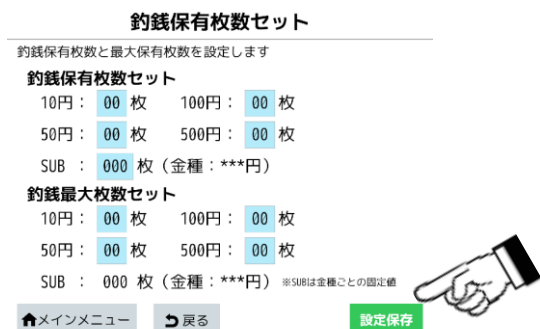 釣銭保有枚数セット
釣銭保有枚数と最大保有枚数を設定します
釣銭保有枚数セット
10円： 00 枚 100円： 00 枚
50円： 00 枚 500円： 00 枚
SUB ： 000 枚（金種：***円）
釣銭最大枚数セット
10円： 00 枚 100円： 00 枚
50円： 00 枚 500円： 00 枚
SUB ： 000 枚（金種：***円） ※SUBは金種ごとの固定値
メインメニュー 戻る 設定保存